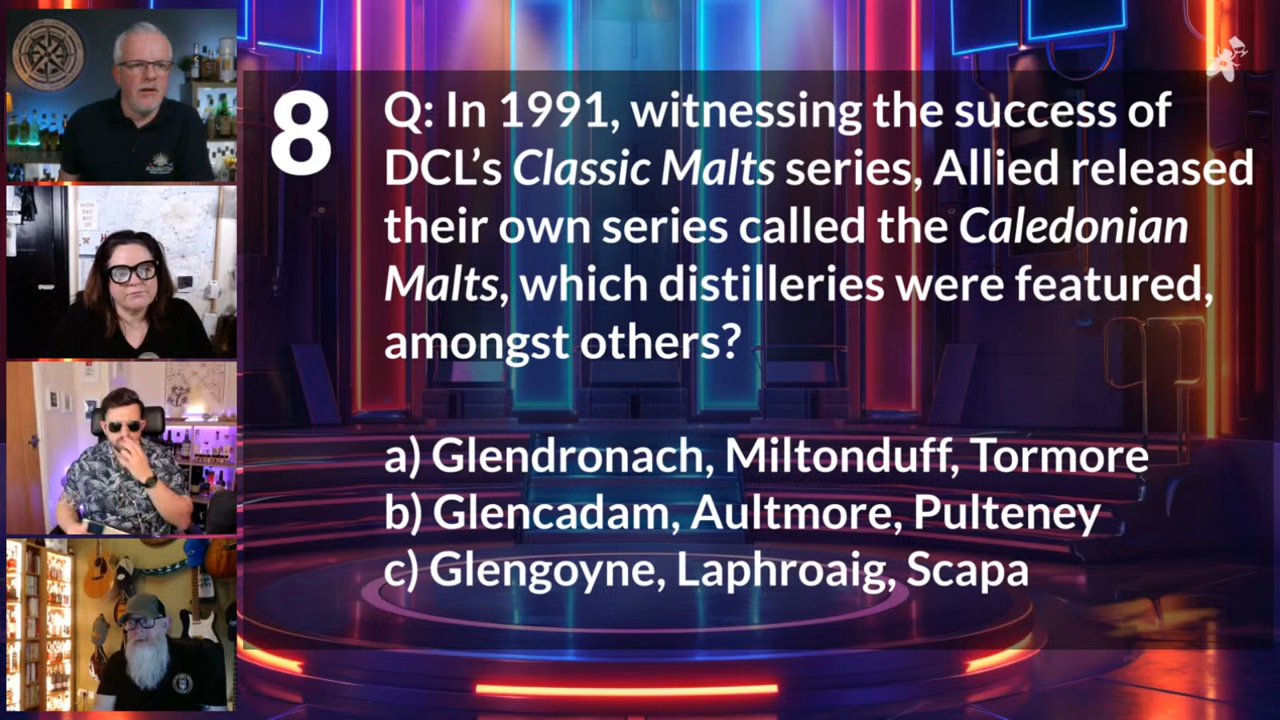 8
Q: In 1991, witnessing the success of
DCL's Classic Malts series, Allied released
their own series called the Caledonian
Malts, which distilleries were featured,
amongst others?
a) Glendronach, Miltonduff, Tormore
b) Glencadam, Aultmore, Pulteney
c) Glengoyne, Laphroaig, Scapa